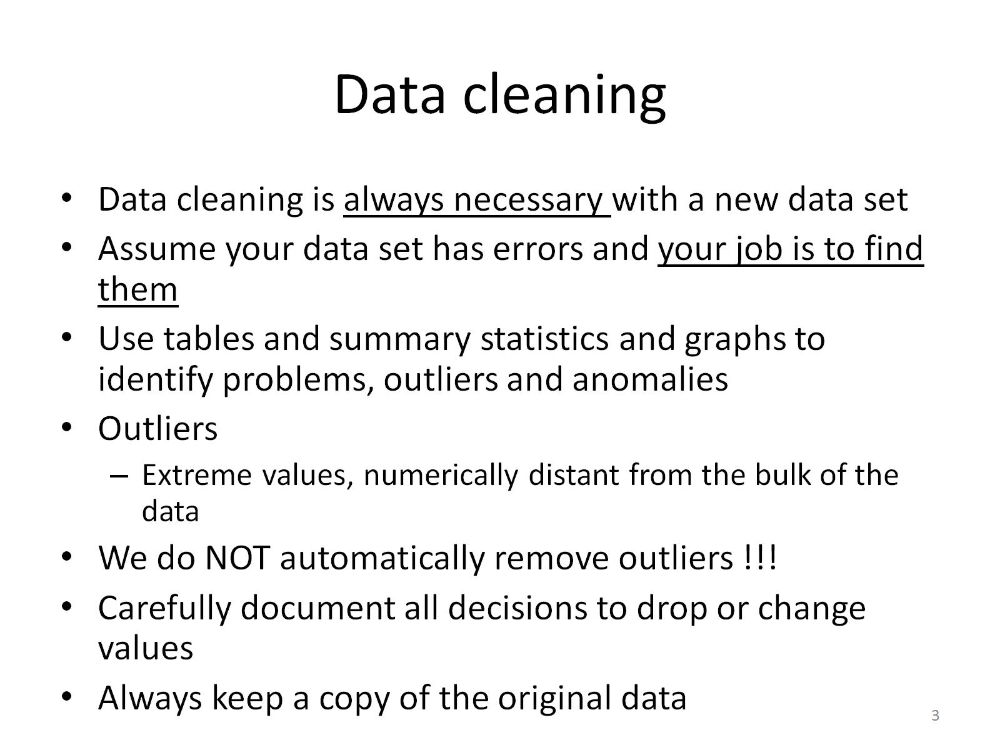 Data cleaning
• Data cleaning is always necessary with a new data set
• Assume your data set has errors and your job is to find
them
• Use tables and summary statistics and graphs to
identify problems, outliers and anomalies
• Outliers
– Extreme values, numerically distant from the bulk of the
data
• We do NOT automatically remove outliers !!!
• Carefully document all decisions to drop or change
values
• Always keep a copy of the original data
3